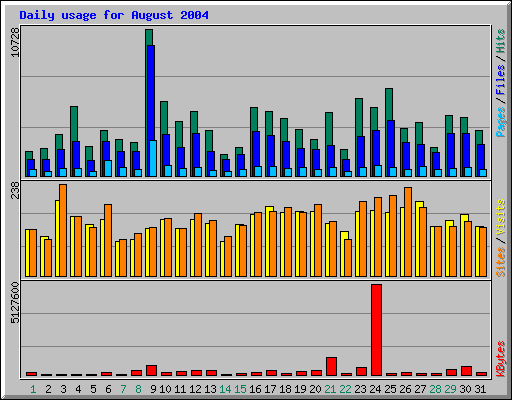 Daily usage for August 2004
10728
Pages / Files / Hits
238
Sites / Visits
5127600
KBytes
1 2 3 4 5 6 7 8 9 10 11 12 13 14 15 16 17 18 19 20 21 22 23 24 25 26 27 28 29 30 31